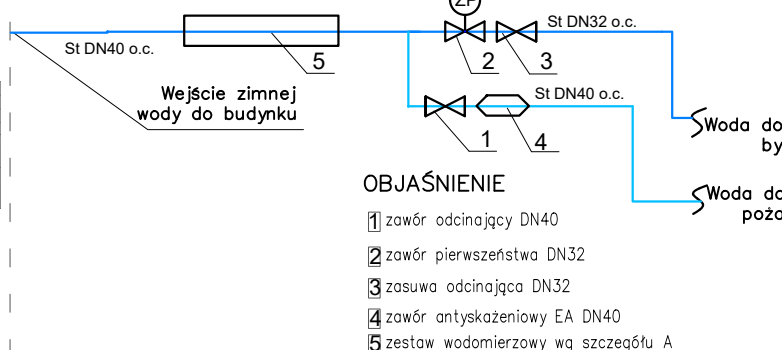 ZP
St DN32 o.c.
St DN40 o.c.
5
2
3
Wejście zimnej
wody do budynku
St DN40 o.c.
1
4
Woda do
by
Woda do
poża
OBJAŚNIENIE
1 zawór odcinający DN40
2 zawór pierwszeństwa DN32
3 zasuwa odcinająca DN32
4 zawór antyskażeniowy EA DN40
5 zestaw wodomierzowy wg szczegółu A